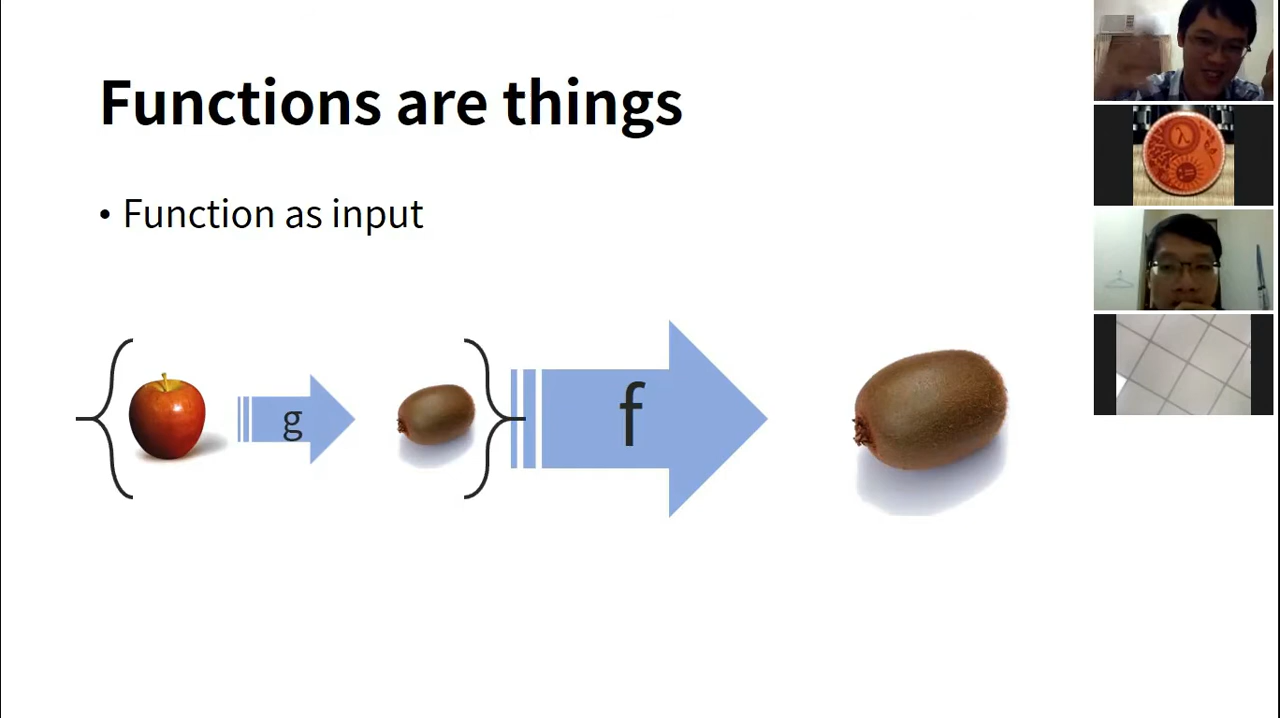 Functions are things
• Function as input
g
f
λ